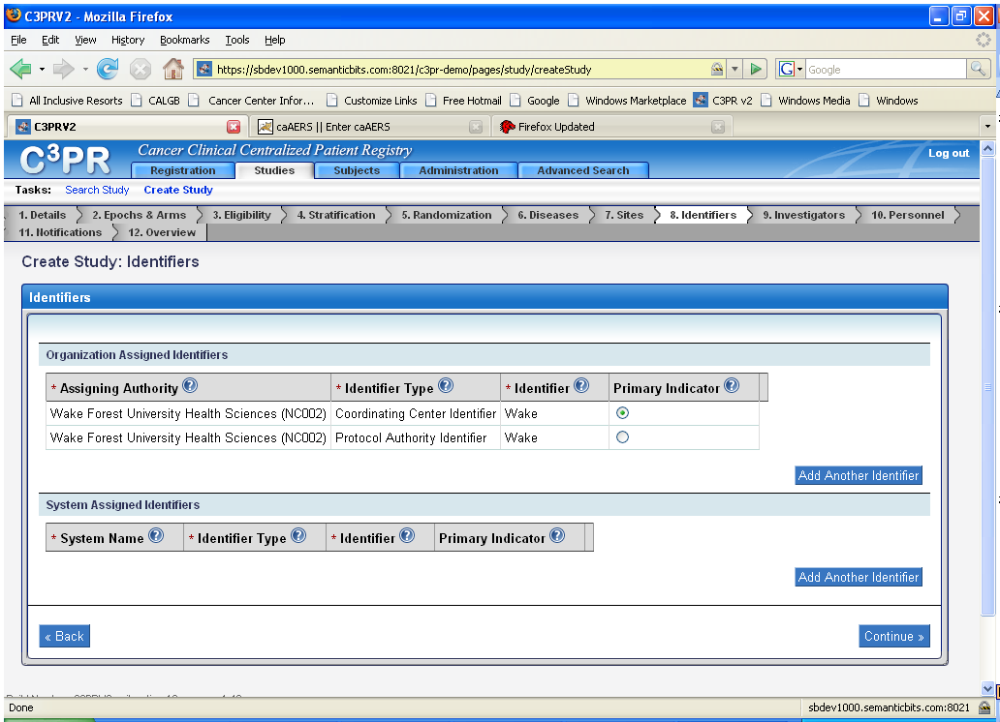 C3PRV2 - Mozilla Firefox
File Edit View History Bookmarks Tools Help
https://sbdev1000.semanticbits.com:8021/c3pr-demo/pages/study/createStudy
G Google
All Inclusive Resorts CALGB Cancer Center Infor... Customize Links Free Hotmail Google Windows Marketplace C3PR v2 Windows Media Windows
C3PRV2 caAERS || Enter caAERS Firefox Updated
C3PR Cancer Clinical Centralized Patient Registry Log out
Registration Studies Subjects Administration Advanced Search
Tasks: Search Study Create Study
1. Details 2. Epochs & Arms 3. Eligibility 4. Stratification 5. Randomization 6. Diseases 7. Sites 8. Identifiers 9. Investigators 10. Personnel
11. Notifications 12. Overview
Create Study: Identifiers
Identifiers
Organization Assigned Identifiers
* Assigning Authority ? * Identifier Type ? * Identifier ? Primary Indicator ?
Wake Forest University Health Sciences (NC002) Coordinating Center Identifier Wake
Wake Forest University Health Sciences (NC002) Protocol Authority Identifier Wake
Add Another Identifier
System Assigned Identifiers
* System Name ? * Identifier Type ? * Identifier ? Primary Indicator ?
Add Another Identifier
« Back Continue »
Done sbdev1000.semanticbits.com:8021